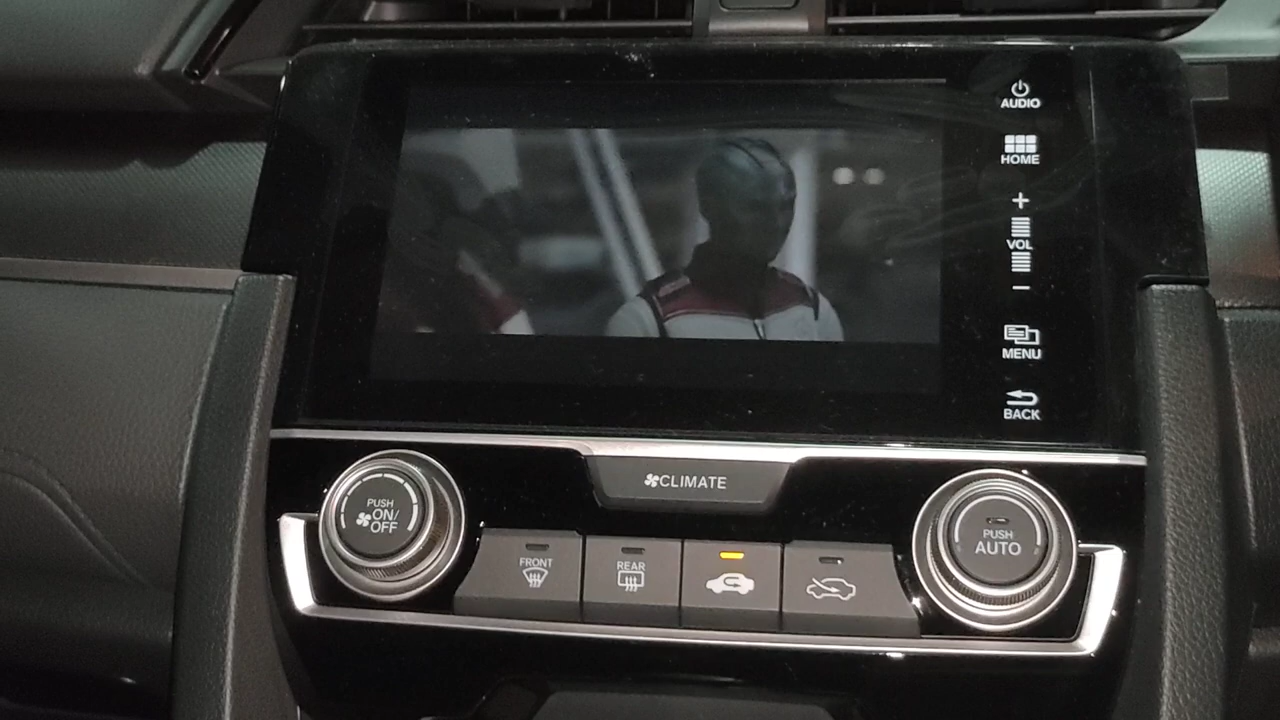 AUDIO
HOME
+
VOL
−
MENU
BACK
CLIMATE
PUSH
ON/
OFF
FRONT
REAR
PUSH
AUTO